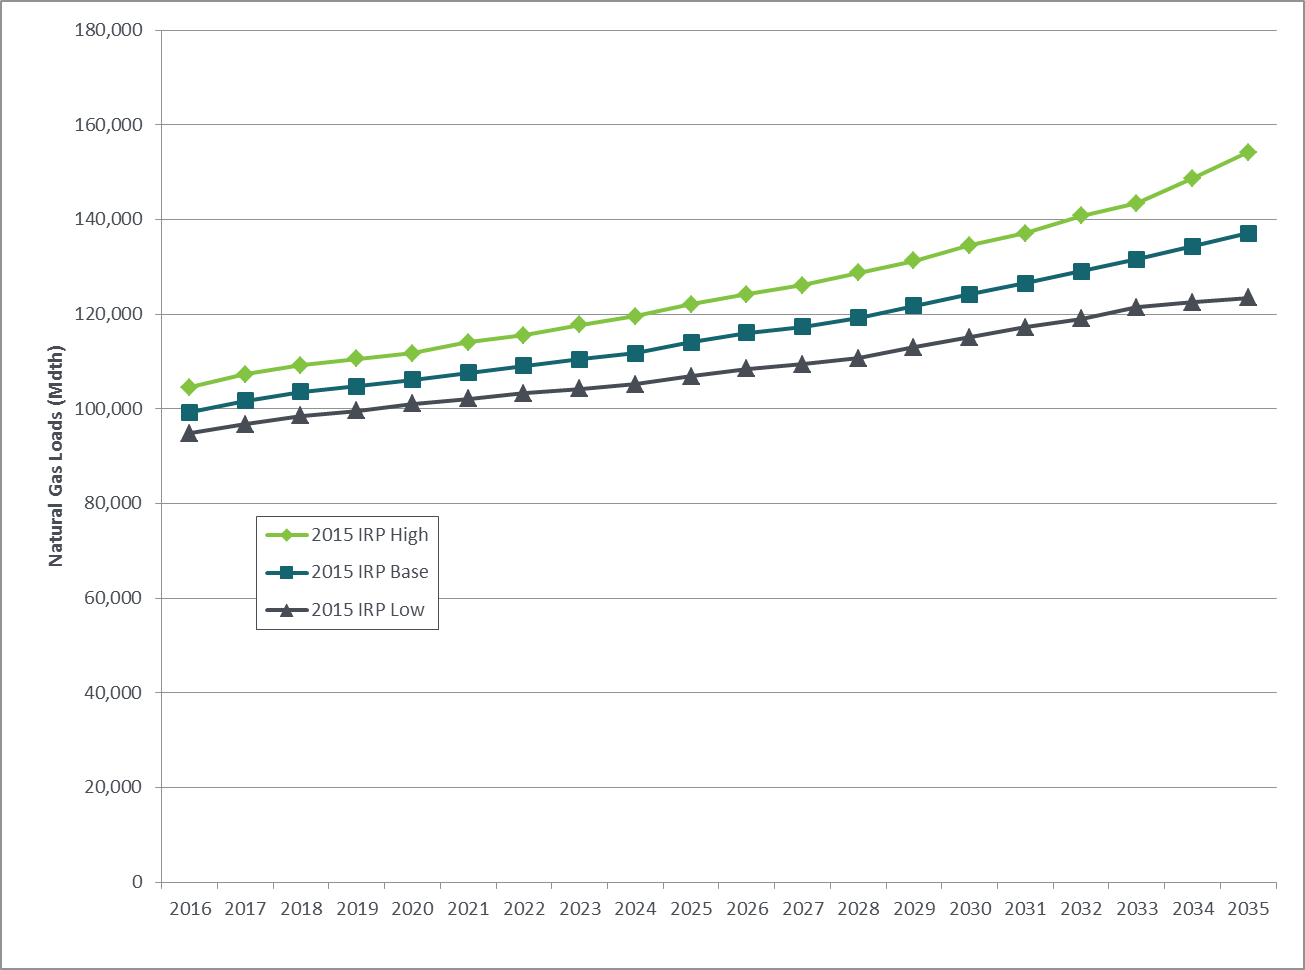 180,000
160,000
140,000
120,000
100,000
80,000
60,000
40,000
20,000
0
Natural Gas Loads (Mdth)
2015 IRP High
2015 IRP Base
2015 IRP Low
2016 2017 2018 2019 2020 2021 2022 2023 2024 2025 2026 2027 2028 2029 2030 2031 2032 2033 2034 2035